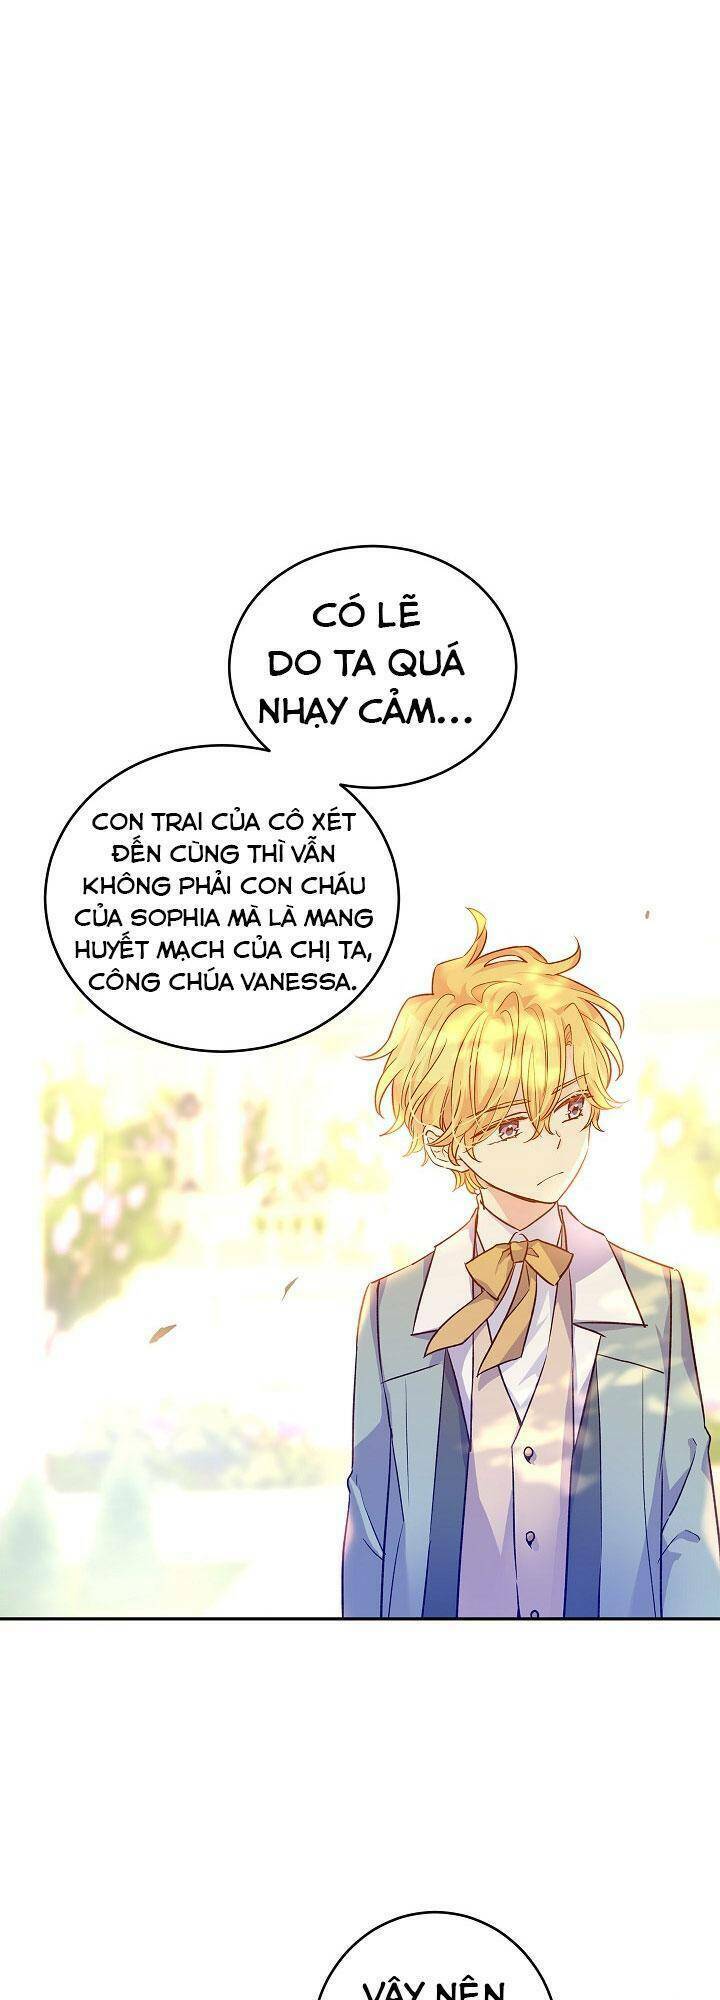 CÓ LẼ
DO TA QUÁ
NHẠY CẢM...
CON TRAI CỦA CÔ XÉT
ĐẾN CÙNG THÌ VẪN
KHÔNG PHẢI CON CHÁU
CỦA SOPHIA MÀ LÀ MANG
HUYẾT MẠCH CỦA CHỊ TA,
CÔNG CHÚA VANESSA.
VẬY NÊN